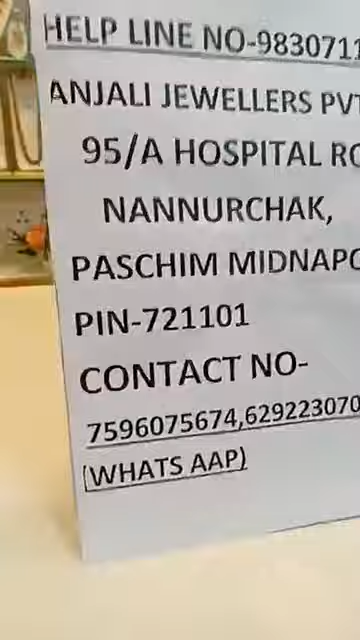 HELP LINE NO-9830711
ANJALI JEWELLERS PVT
95/A HOSPITAL RO
NANNURCHAK,
PASCHIM MIDNAPO
PIN-721101
CONTACT NO-
7596075674,629223070
(WHATS AAP)